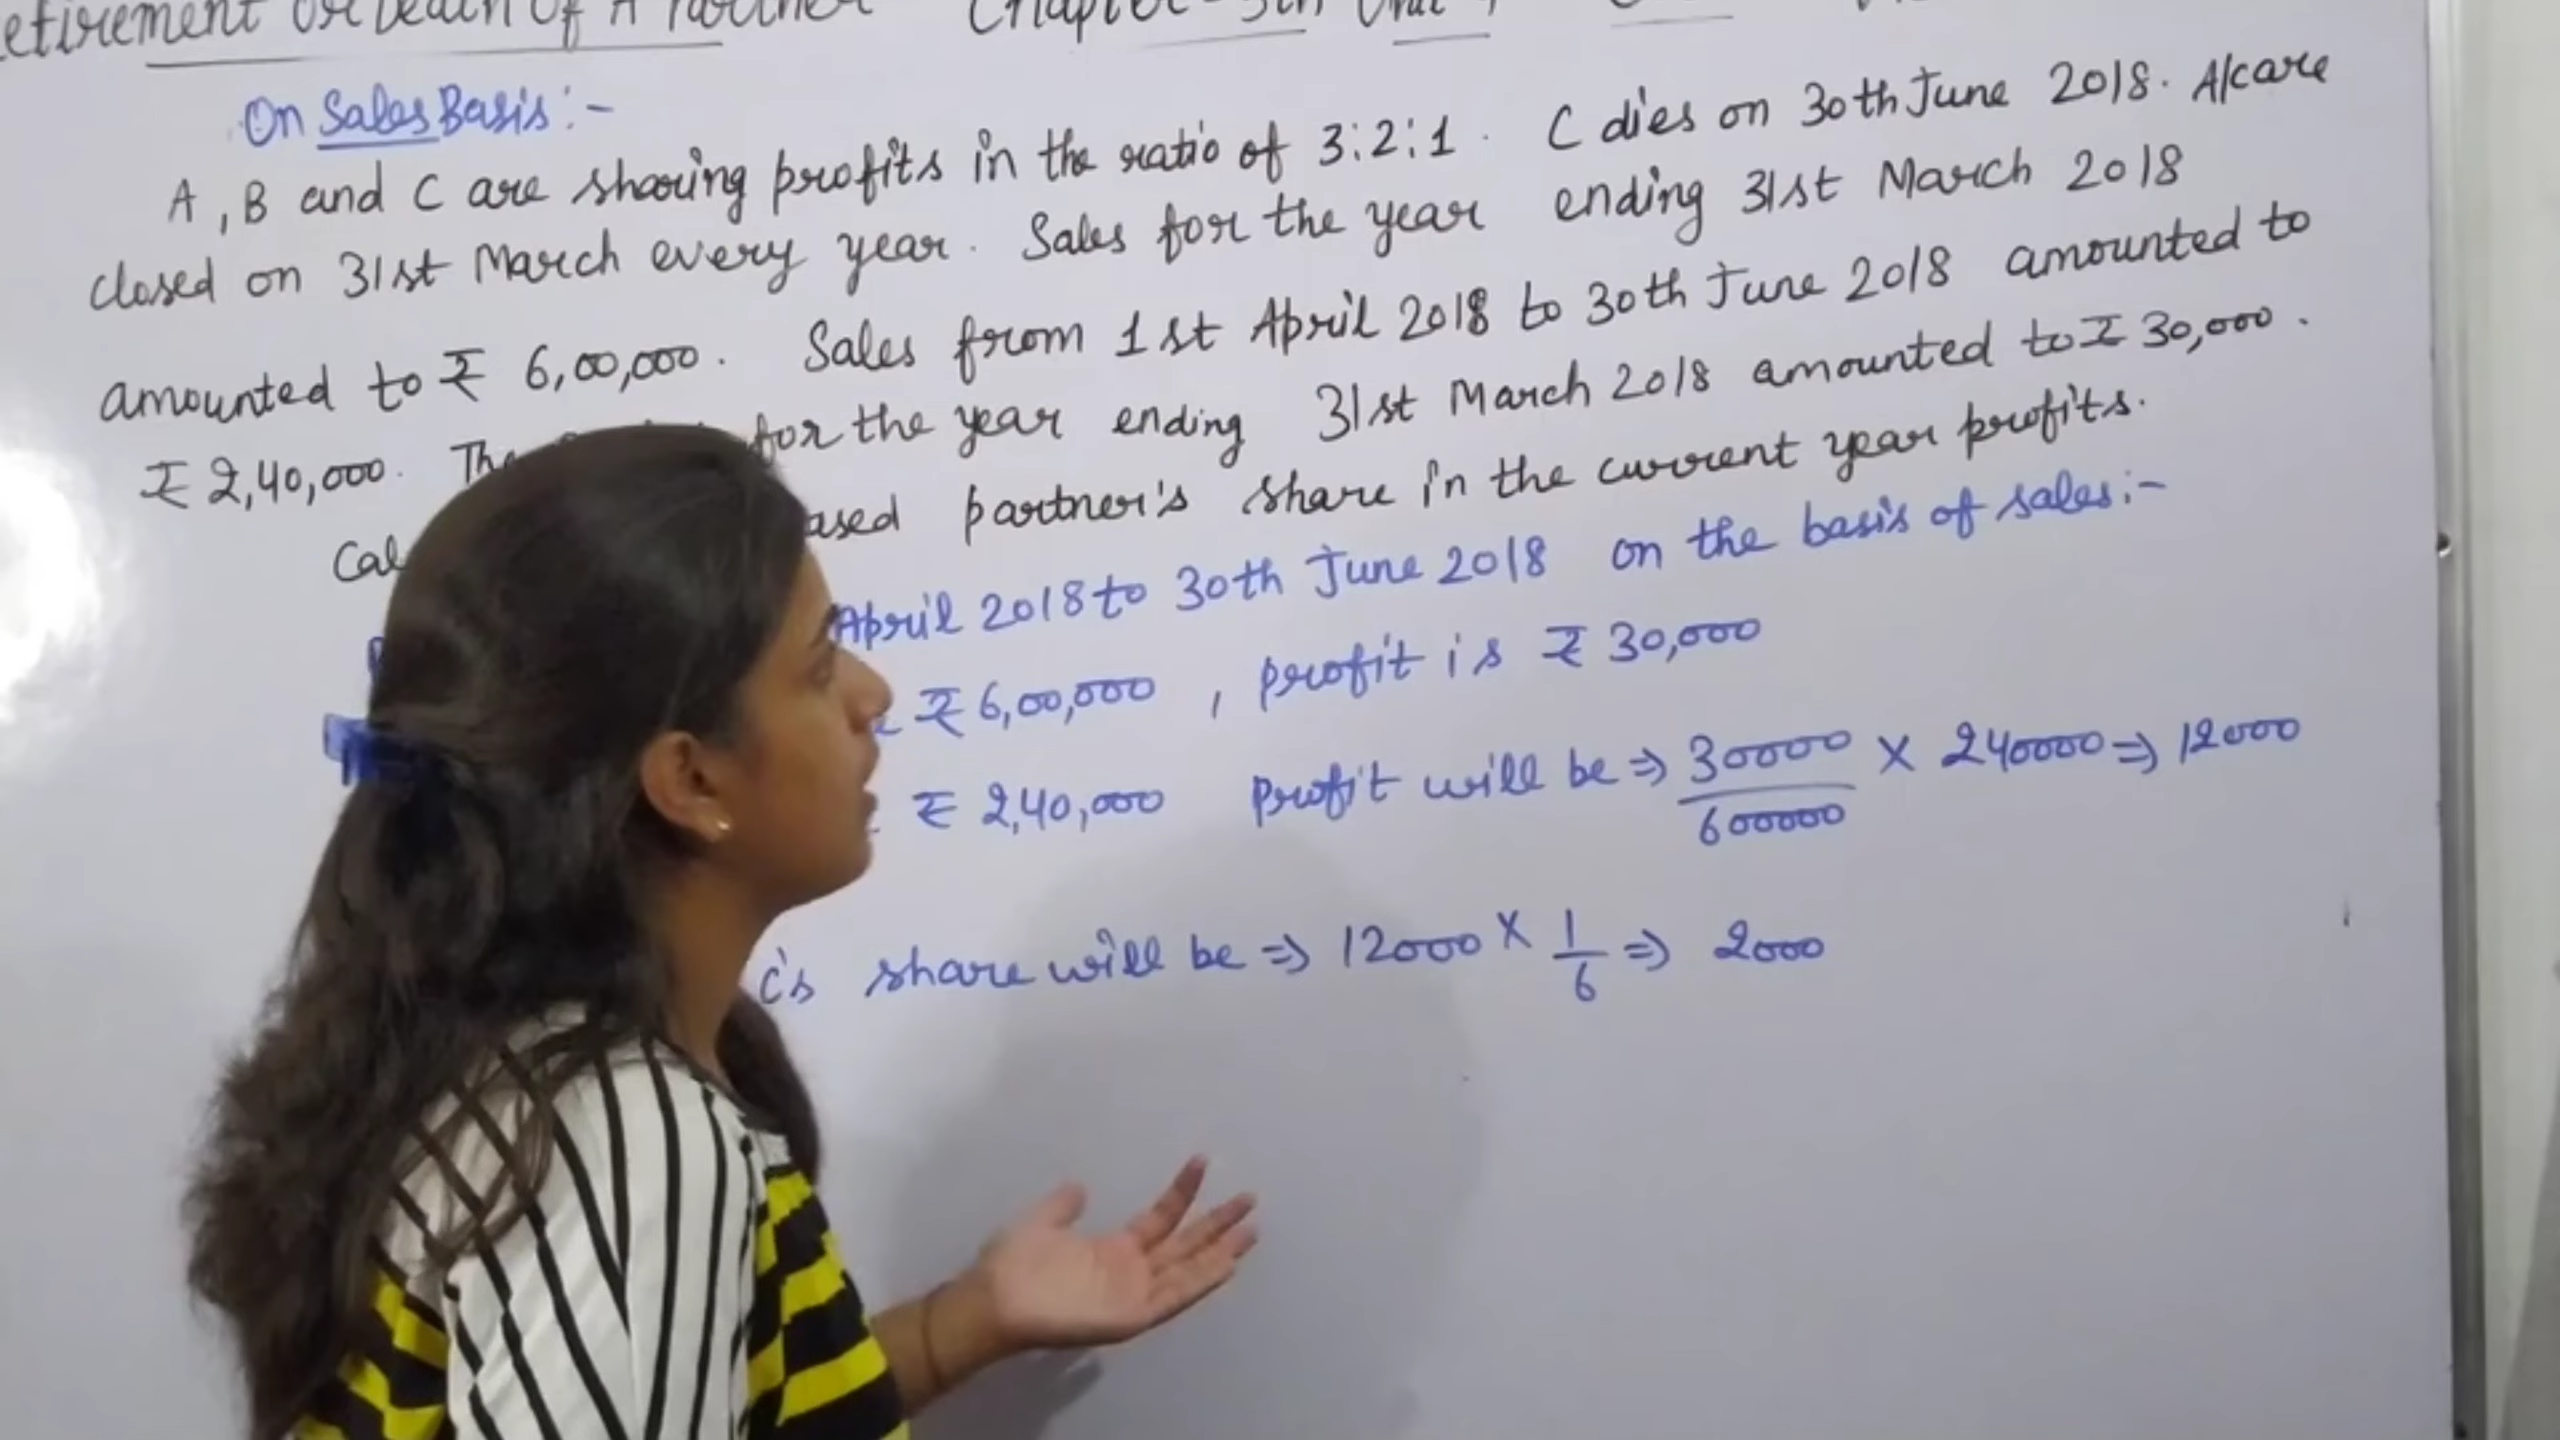 Retirement Or Death Of A Partner Chapter-5th Unit
On Sales Basis:-
A, B and C are sharing profits in the ratio of 3:2:1. C dies on 30th June 2018. A/c are
closed on 31st March every year. Sales for the year ending 31st March 2018
amounted to ₹ 6,00,000. Sales from 1st April 2018 to 30th June 2018 amounted to
₹ 2,40,000. The for the year ending 31st March 2018 amounted to ₹ 30,000.
Cal ased partner's share in the current year profits.
April 2018 to 30th June 2018 on the basis of sales:-
₹ 6,00,000, profit is ₹ 30,000
₹ 2,40,000 Profit will be ⇒ 30000/600000 × 240000 ⇒ 12000
C's share will be ⇒ 12000 × 1/6 ⇒ 2000